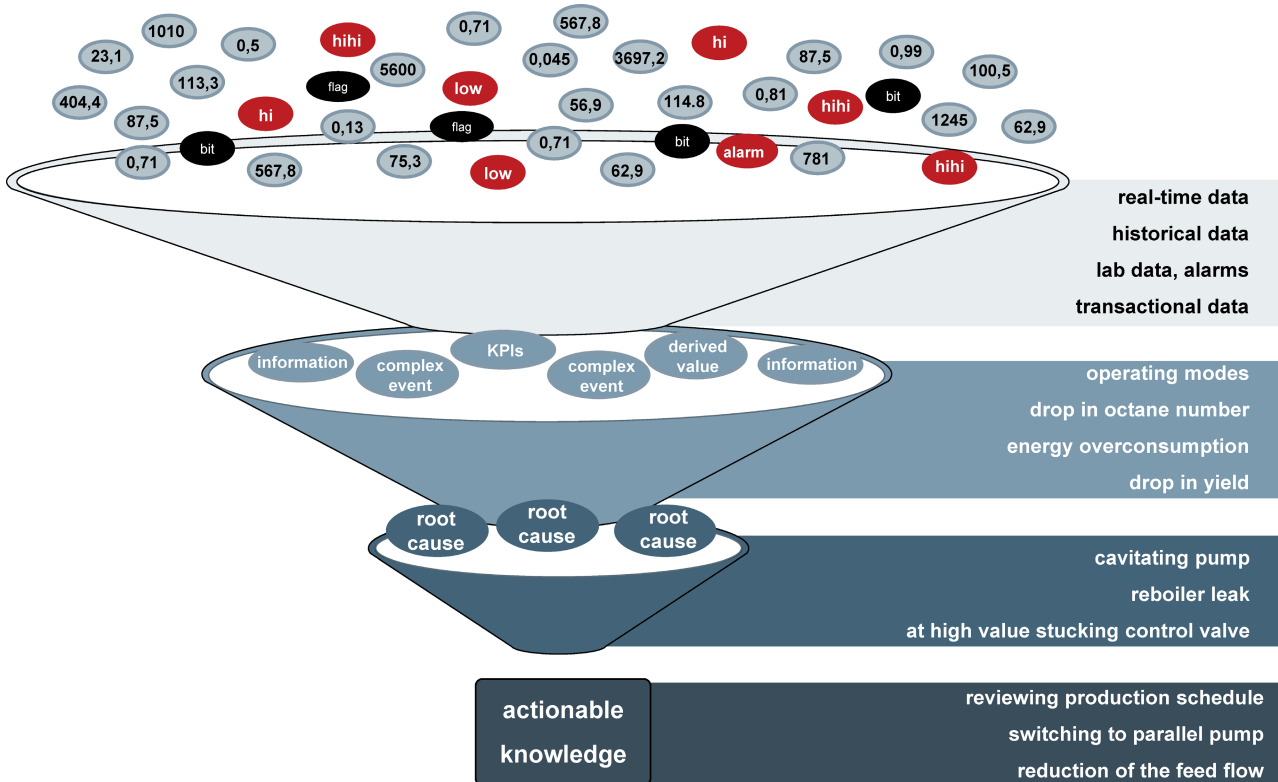 1010
23,1
0,5
hihi
0,71
567,8
hi
0,045
3697,2
87,5
0,99
100,5
5600
113,3
flag
low
404,4
87,5
hi
0,13
flag
56,9
114.8
0,81
hihi
bit
1245
62,9
0,71
bit
567,8
75,3
low
0,71
62,9
bit
alarm
781
hihi
real-time data
historical data
lab data, alarms
transactional data
information
complex
event
KPIs
complex
event
derived
value
information
operating modes
drop in octane number
energy overconsumption
drop in yield
root
cause
root
cause
root
cause
cavitating pump
reboiler leak
at high value stucking control valve
actionable
knowledge
reviewing production schedule
switching to parallel pump
reduction of the feed flow